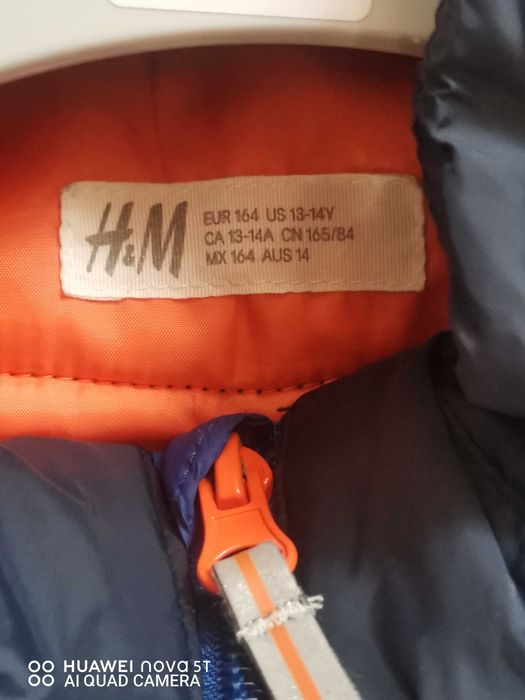 H&M
EUR 164 US 13-14Y
CA 13-14A CN 165/84
MX 164 AUS 14
HUAWEI nova 5T
AI QUAD CAMERA